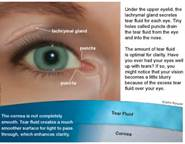 Under the upper eyelid, the
lachrymal gland secretes
tear fluid for each eye. Tiny
holes called puncta drain
the tear fluid from the eye
and into the nose.
The amount of tear fluid
is optimal for clarity. Have
you ever had your eyes well
up with tears? If so, you
might notice that your vision
becomes a little blurry
because of the excess tear
fluid over your eye.
lachrymal gland
puncta
puncta
The cornea is not completely
smooth. Tear fluid creates a much
smoother surface for light to pass
through, which enhances clarity.
Tear Fluid
Cornea